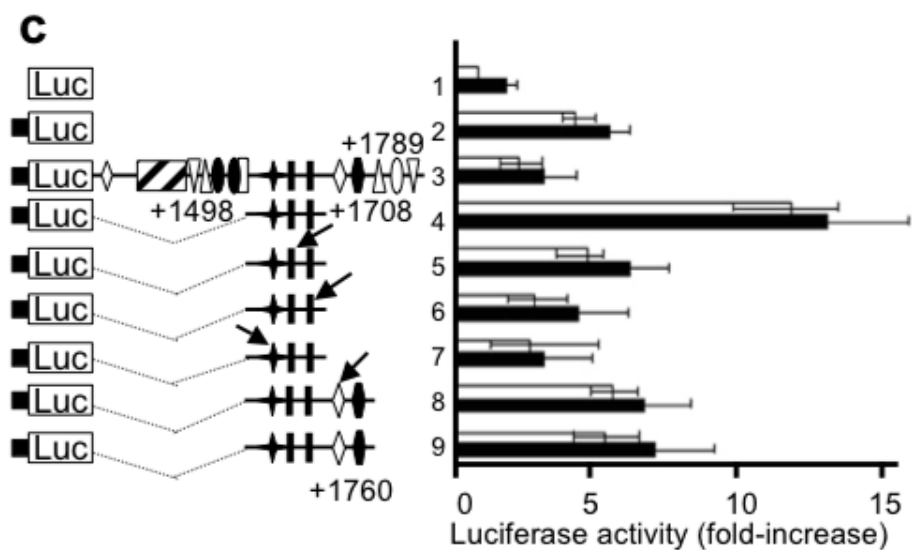 c
Luc 1
Luc 2
+1789
Luc 3
+1498 +1708
Luc 4
Luc 5
Luc 6
Luc 7
Luc 8
Luc 9
+1760
0 5 10 15
Luciferase activity (fold-increase)